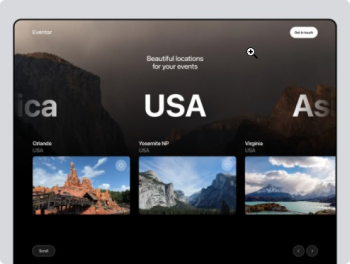 Eventor
Get in touch
Beautiful locations
for your events
ica
USA
As
Orlando
USA
Yosemite NP
USA
Virginia
USA
Scroll